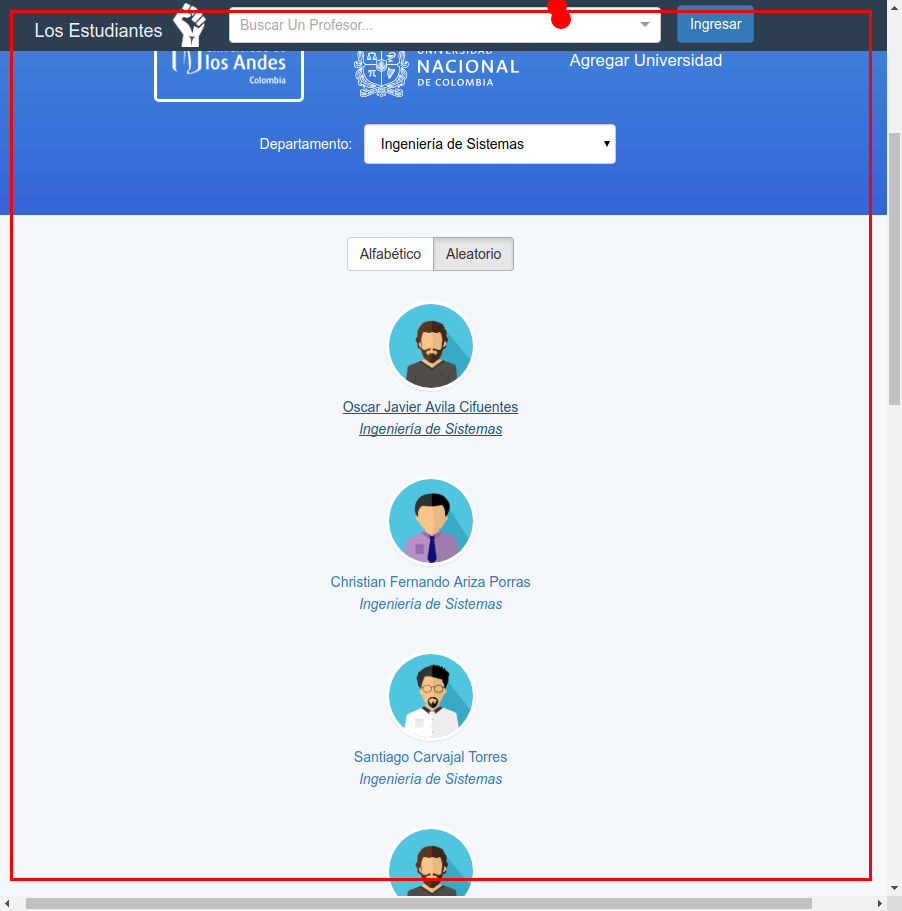 Los Estudiantes
Buscar Un Profesor...
Ingresar
los Andes
Colombia
UNIVERSIDAD
NACIONAL
DE COLOMBIA
Agregar Universidad
Departamento:
Ingeniería de Sistemas
Alfabético
Aleatorio
Oscar Javier Avila Cifuentes
Ingeniería de Sistemas
Christian Fernando Ariza Porras
Ingeniería de Sistemas
Santiago Carvajal Torres
Ingeniería de Sistemas